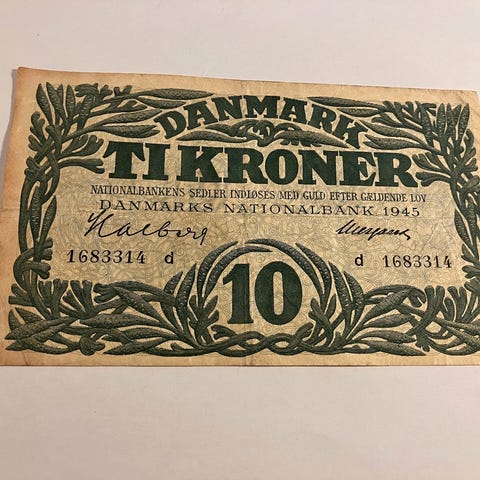 DANMARK
TI KRONER
NATIONALBANKENS SEDLER INDLØSES MED GULD EFTER GÆLDENDE LOV
DANMARKS NATIONALBANK 1945
1683314 d d 1683314
10